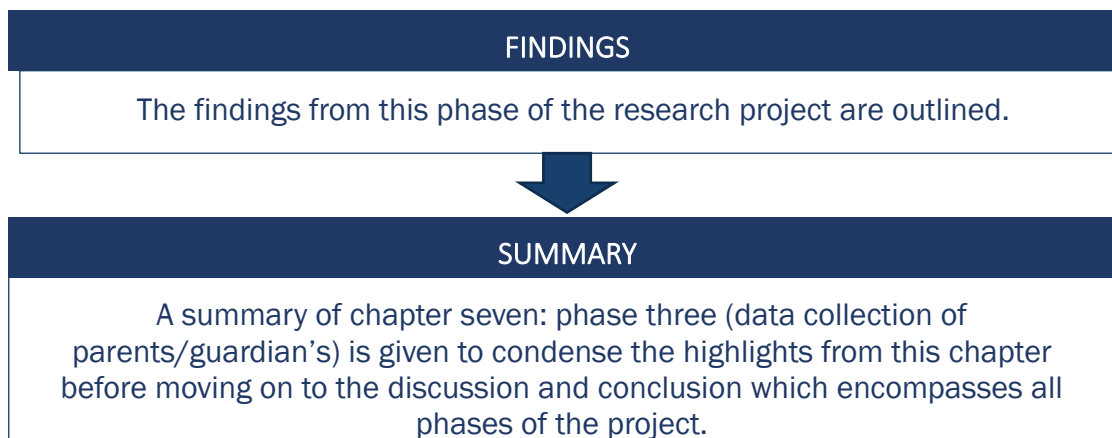 FINDINGS
The findings from this phase of the research project are outlined.
SUMMARY
A summary of chapter seven: phase three (data collection of
parents/guardian's) is given to condense the highlights from this chapter
before moving on to the discussion and conclusion which encompasses all
phases of the project.